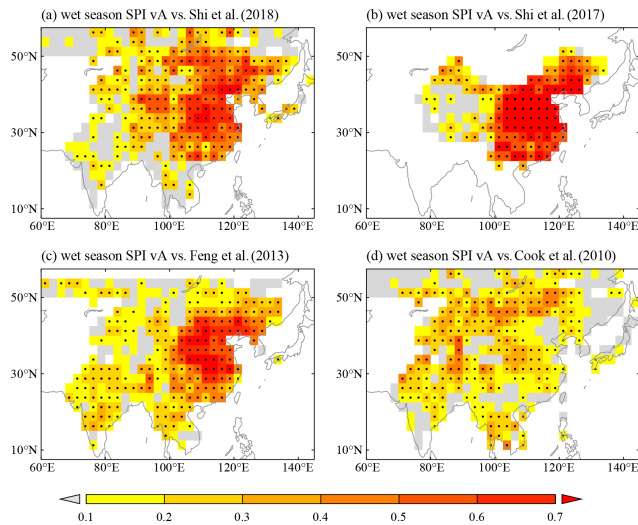 (a) wet season SPI vA vs. Shi et al. (2018)
(b) wet season SPI vA vs. Shi et al. (2017)
50°N
50°N
30°N
30°N
10°N
10°N
60°E 80°E 100°E 120°E 140°E
60°E 80°E 100°E 120°E 140°E
(c) wet season SPI vA vs. Feng et al. (2013)
(d) wet season SPI vA vs. Cook et al. (2010)
50°N
50°N
30°N
30°N
10°N
10°N
60°E 80°E 100°E 120°E 140°E
60°E 80°E 100°E 120°E 140°E
0.1 0.2 0.3 0.4 0.5 0.6 0.7